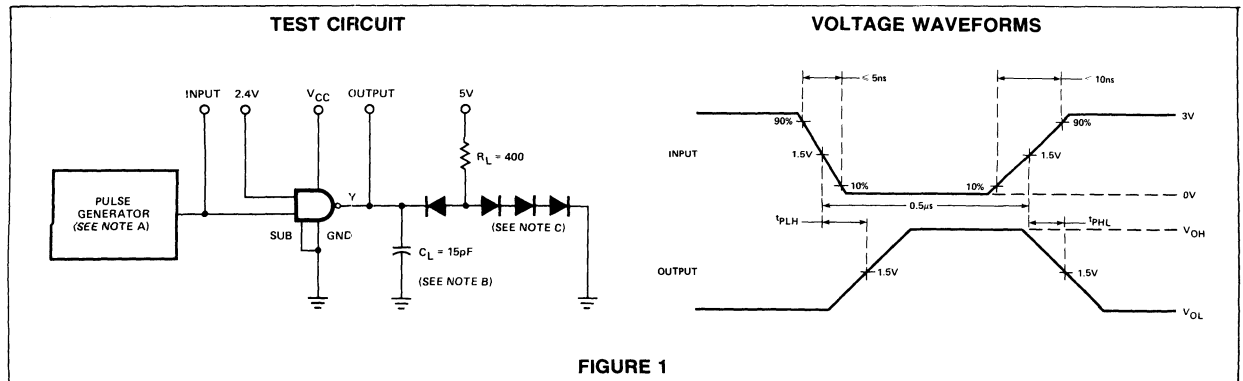 TEST CIRCUIT
INPUT 2.4V VCC OUTPUT 5V
RL = 400
PULSE
GENERATOR
(SEE NOTE A)
Y
SUB GND
(SEE NOTE C)
CL = 15pF
(SEE NOTE B)
VOLTAGE WAVEFORMS
≤ 5ns < 10ns
90% 90% 3V
INPUT 1.5V 1.5V
10% 10%
0V
0.5µs
tPLH tPHL
VOH
OUTPUT 1.5V 1.5V
VOL
FIGURE 1